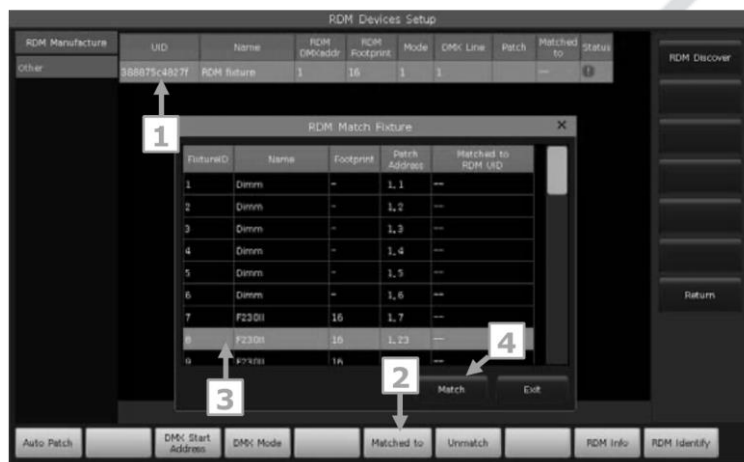 RDM Devices Setup
RDM Manufacture
UID Name RDM DMXaddr RDM Footprint Mode DMX Line Patch Matched to Status
RDM Discover
Other
388875c4827f RDM fixture 1 16 1 1 --
1
RDM Match Fixture ×
FixtureID Name Footprint Patch Address Matched to RDM UID
1 Dimm - 1, 1 --
2 Dimm - 1, 2 --
3 Dimm - 1, 3 --
4 Dimm - 1, 4 --
5 Dimm - 1, 5 --
6 Dimm - 1, 6 --
7 F230II 16 1, 7 --
8 F230II 16 1, 23 --
9 F230II 16
Return
4
2
3
Match Exit
Auto Patch DMX Start Address DMX Mode Matched to Unmatch RDM Info RDM Identify